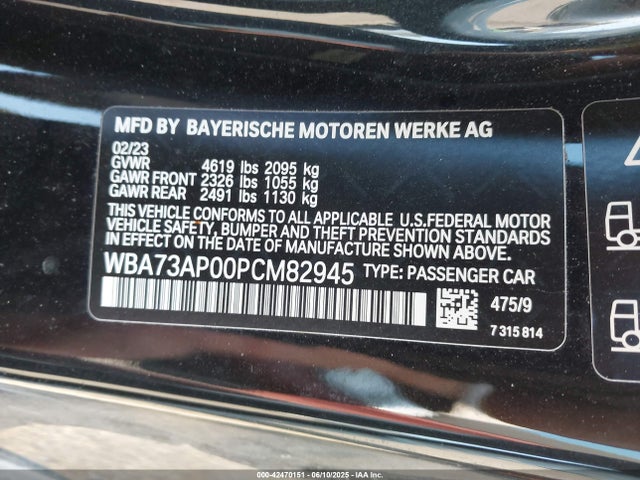 MFD BY BAYERISCHE MOTOREN WERKE AG
02/23
GVWR 4619 lbs 2095 kg
GAWR FRONT 2326 lbs 1055 kg
GAWR REAR 2491 lbs 1130 kg
THIS VEHICLE CONFORMS TO ALL APPLICABLE U.S.FEDERAL MOTOR
VEHICLE SAFETY, BUMPER AND THEFT PREVENTION STANDARDS
IN EFFECT ON THE DATE OF MANUFACTURE SHOWN ABOVE.
WBA73AP00PCM82945 TYPE: PASSENGER CAR
475/9
7 315 814
000-42470151 - 06/10/2025 - IAAI.COM